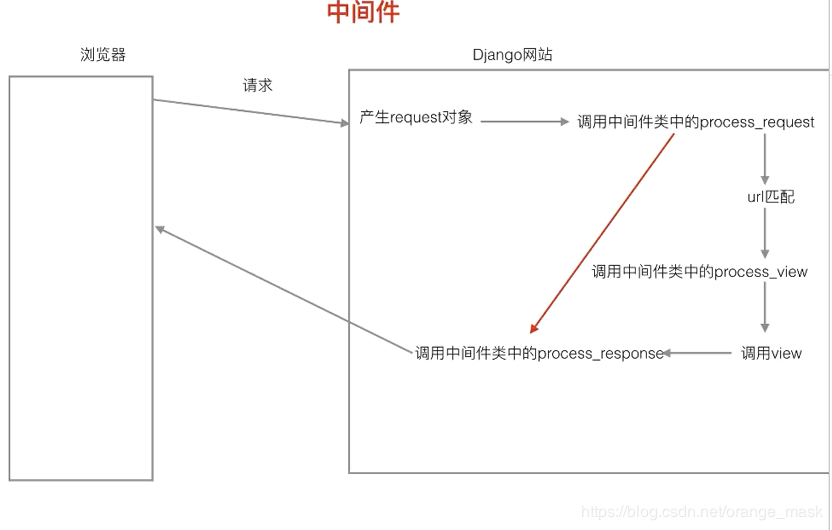 中间件
浏览器
Django网站
请求
产生request对象
调用中间件类中的process_request
url匹配
调用中间件类中的process_view
调用中间件类中的process_response
调用view
https://blog.csdn.net/orange_mask